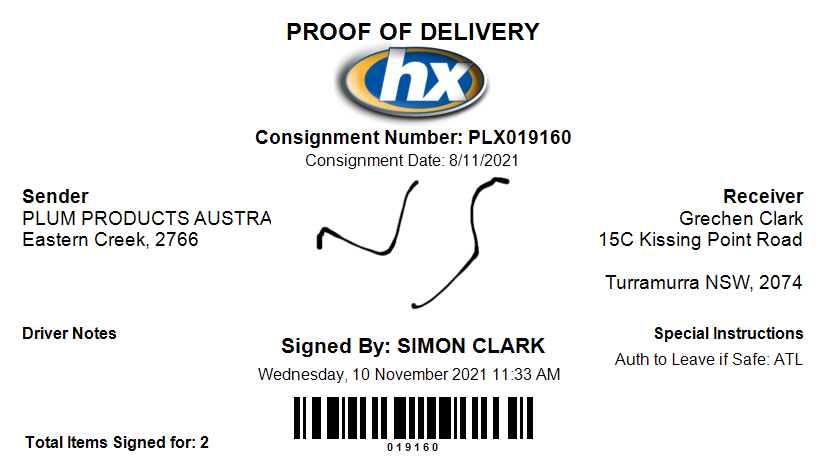 PROOF OF DELIVERY
hx
Consignment Number: PLX019160
Consignment Date: 8/11/2021
Sender
PLUM PRODUCTS AUSTRA
Eastern Creek, 2766
Receiver
Grechen Clark
15C Kissing Point Road
Turramurra NSW, 2074
Driver Notes
Signed By: SIMON CLARK
Wednesday, 10 November 2021 11:33 AM
Special Instructions
Auth to Leave if Safe: ATL
Total Items Signed for: 2
019160